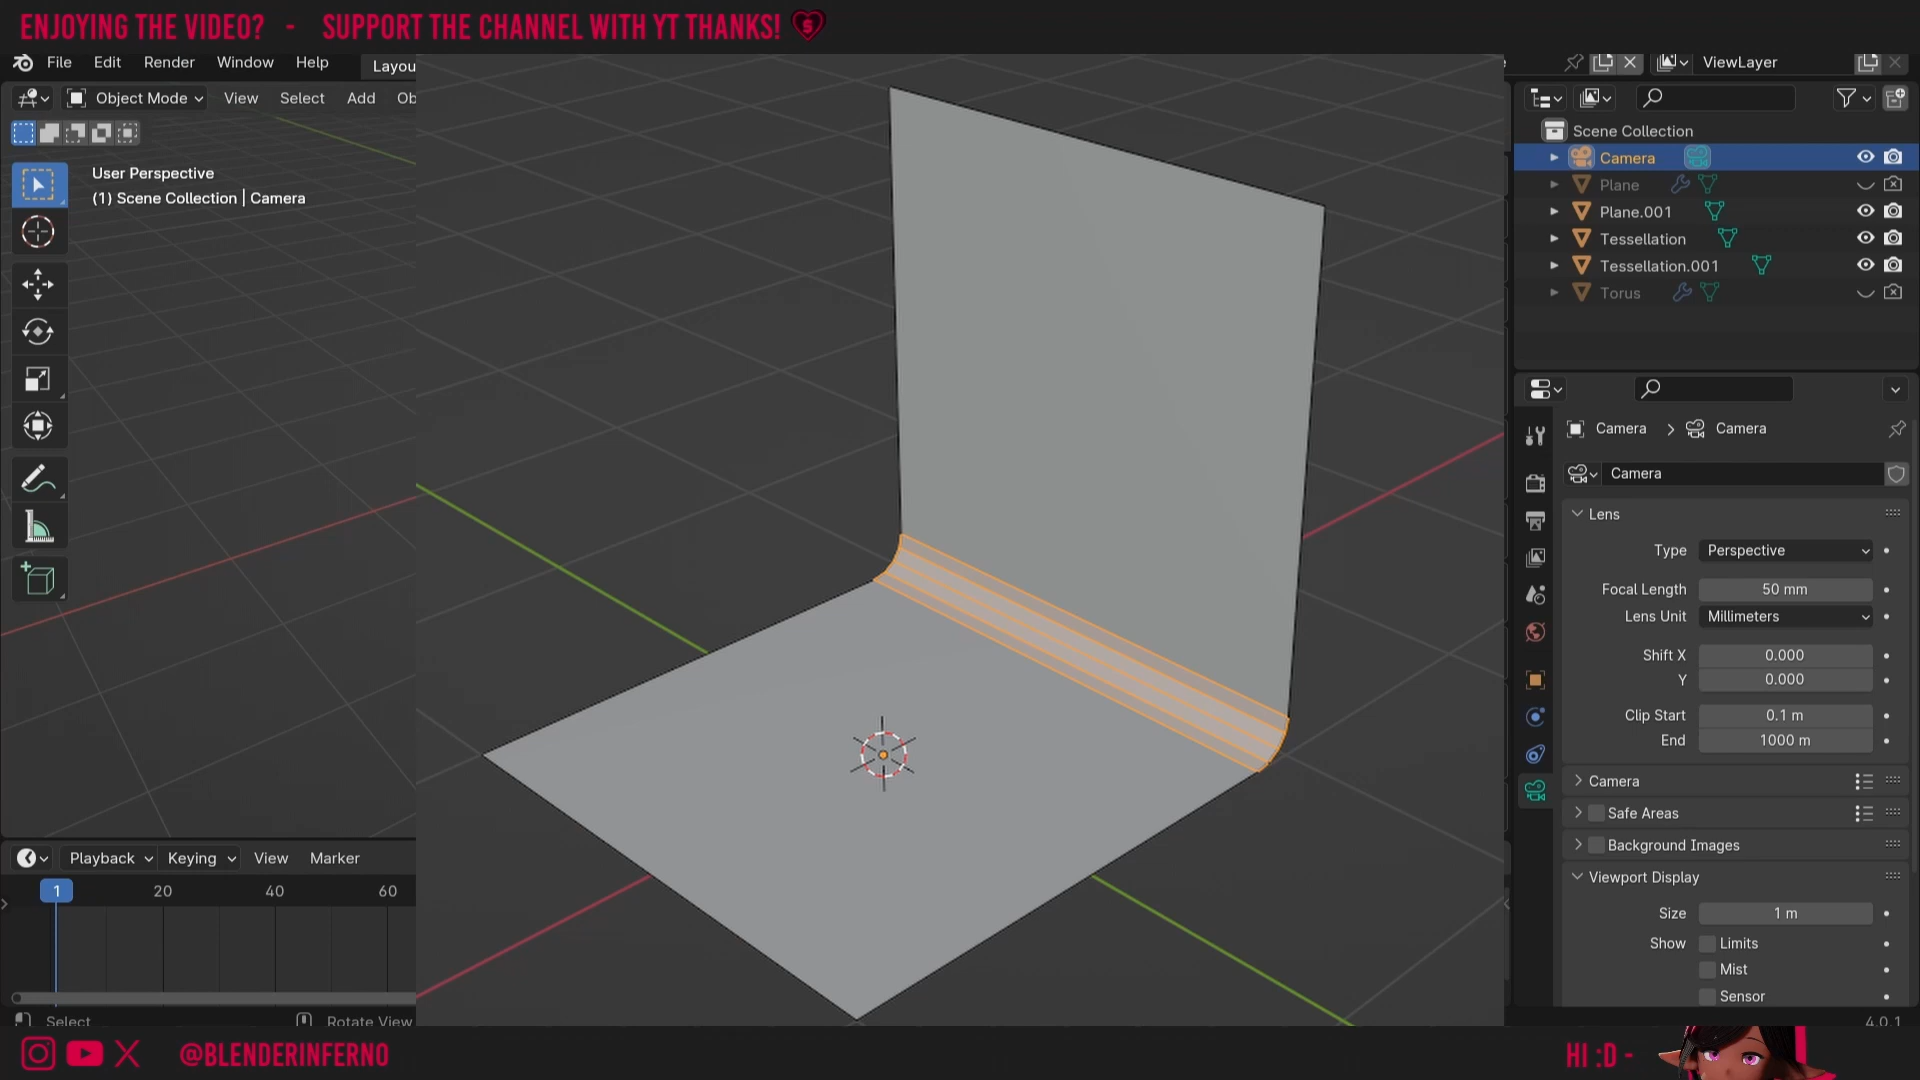 ENJOYING THE VIDEO? - SUPPORT THE CHANNEL WITH YT THANKS!
File Edit Render Window Help Layou
ViewLayer
Object Mode View Select Add Ob
User Perspective
(1) Scene Collection | Camera
Scene Collection
Camera
Plane
Plane.001
Tessellation
Tessellation.001
Torus
Camera > Camera
Camera
Lens
Type Perspective
Focal Length 50 mm
Lens Unit Millimeters
Shift X 0.000
Y 0.000
Clip Start 0.1 m
End 1000 m
Camera
Safe Areas
Background Images
Viewport Display
Size 1 m
Show Limits
Mist
Sensor
Playback Keying View Marker
1 20 40 60
Select Rotate View
4.0.1
@BLENDERINFERNO
HI :D -